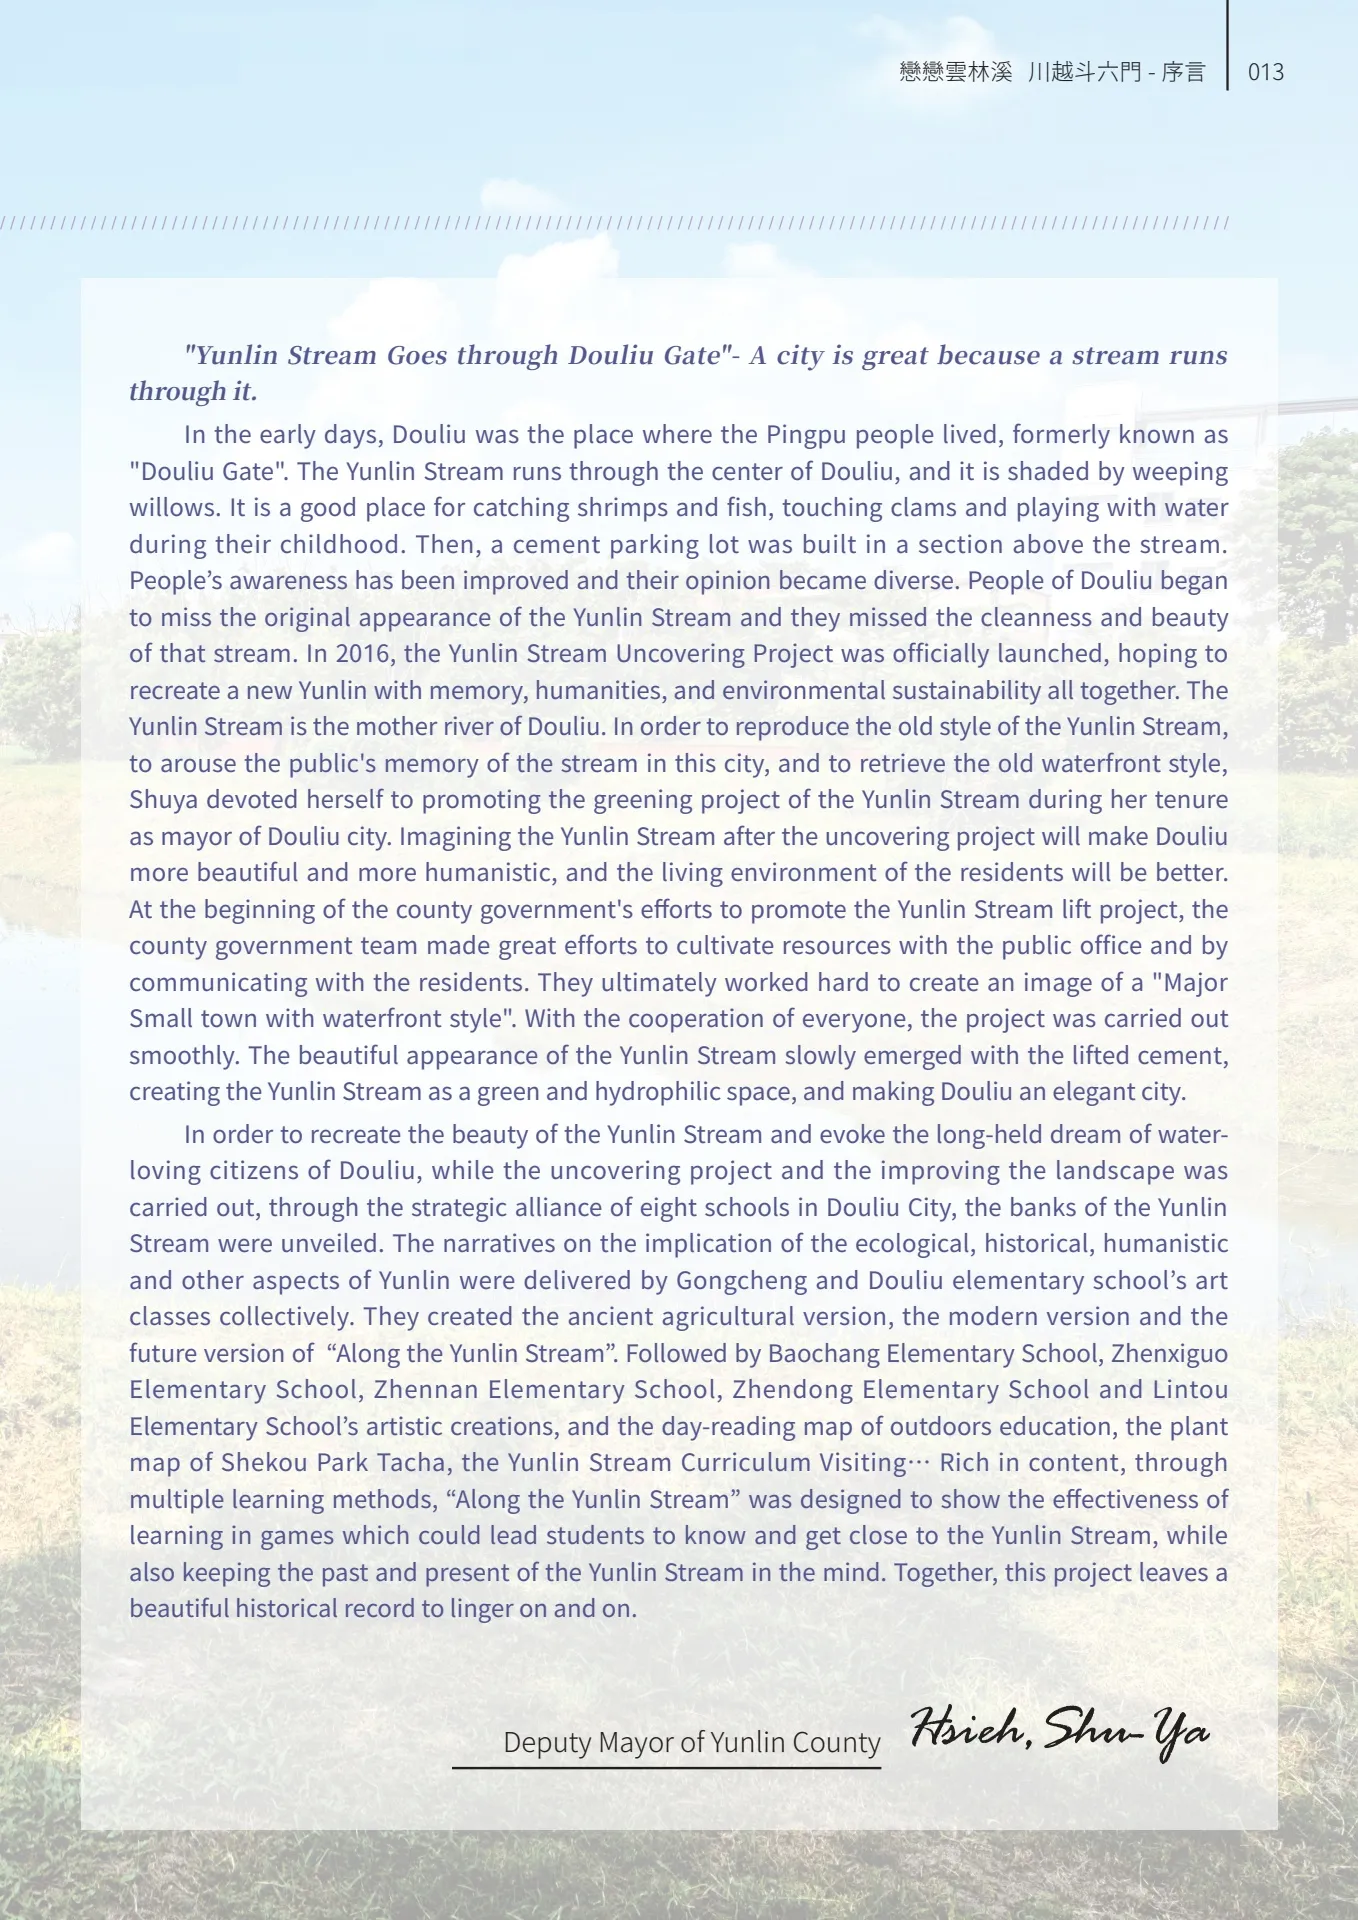 戀戀雲林溪 川越斗六門 - 序言 013
"Yunlin Stream Goes through Douliu Gate"- A city is great because a stream runs
through it.
In the early days, Douliu was the place where the Pingpu people lived, formerly known as
"Douliu Gate". The Yunlin Stream runs through the center of Douliu, and it is shaded by weeping
willows. It is a good place for catching shrimps and fish, touching clams and playing with water
during their childhood. Then, a cement parking lot was built in a section above the stream.
People’s awareness has been improved and their opinion became diverse. People of Douliu began
to miss the original appearance of the Yunlin Stream and they missed the cleanness and beauty
of that stream. In 2016, the Yunlin Stream Uncovering Project was officially launched, hoping to
recreate a new Yunlin with memory, humanities, and environmental sustainability all together. The
Yunlin Stream is the mother river of Douliu. In order to reproduce the old style of the Yunlin Stream,
to arouse the public's memory of the stream in this city, and to retrieve the old waterfront style,
Shuya devoted herself to promoting the greening project of the Yunlin Stream during her tenure
as mayor of Douliu city. Imagining the Yunlin Stream after the uncovering project will make Douliu
more beautiful and more humanistic, and the living environment of the residents will be better.
At the beginning of the county government's efforts to promote the Yunlin Stream lift project, the
county government team made great efforts to cultivate resources with the public office and by
communicating with the residents. They ultimately worked hard to create an image of a "Major
Small town with waterfront style". With the cooperation of everyone, the project was carried out
smoothly. The beautiful appearance of the Yunlin Stream slowly emerged with the lifted cement,
creating the Yunlin Stream as a green and hydrophilic space, and making Douliu an elegant city.
In order to recreate the beauty of the Yunlin Stream and evoke the long-held dream of water-
loving citizens of Douliu, while the uncovering project and the improving the landscape was
carried out, through the strategic alliance of eight schools in Douliu City, the banks of the Yunlin
Stream were unveiled. The narratives on the implication of the ecological, historical, humanistic
and other aspects of Yunlin were delivered by Gongcheng and Douliu elementary school’s art
classes collectively. They created the ancient agricultural version, the modern version and the
future version of “Along the Yunlin Stream”. Followed by Baochang Elementary School, Zhenxiguo
Elementary School, Zhennan Elementary School, Zhendong Elementary School and Lintou
Elementary School’s artistic creations, and the day-reading map of outdoors education, the plant
map of Shekou Park Tacha, the Yunlin Stream Curriculum Visiting⋯ Rich in content, through
multiple learning methods, “Along the Yunlin Stream” was designed to show the effectiveness of
learning in games which could lead students to know and get close to the Yunlin Stream, while
also keeping the past and present of the Yunlin Stream in the mind. Together, this project leaves a
beautiful historical record to linger on and on.
Deputy Mayor of Yunlin County Hsieh, Shu-Ya